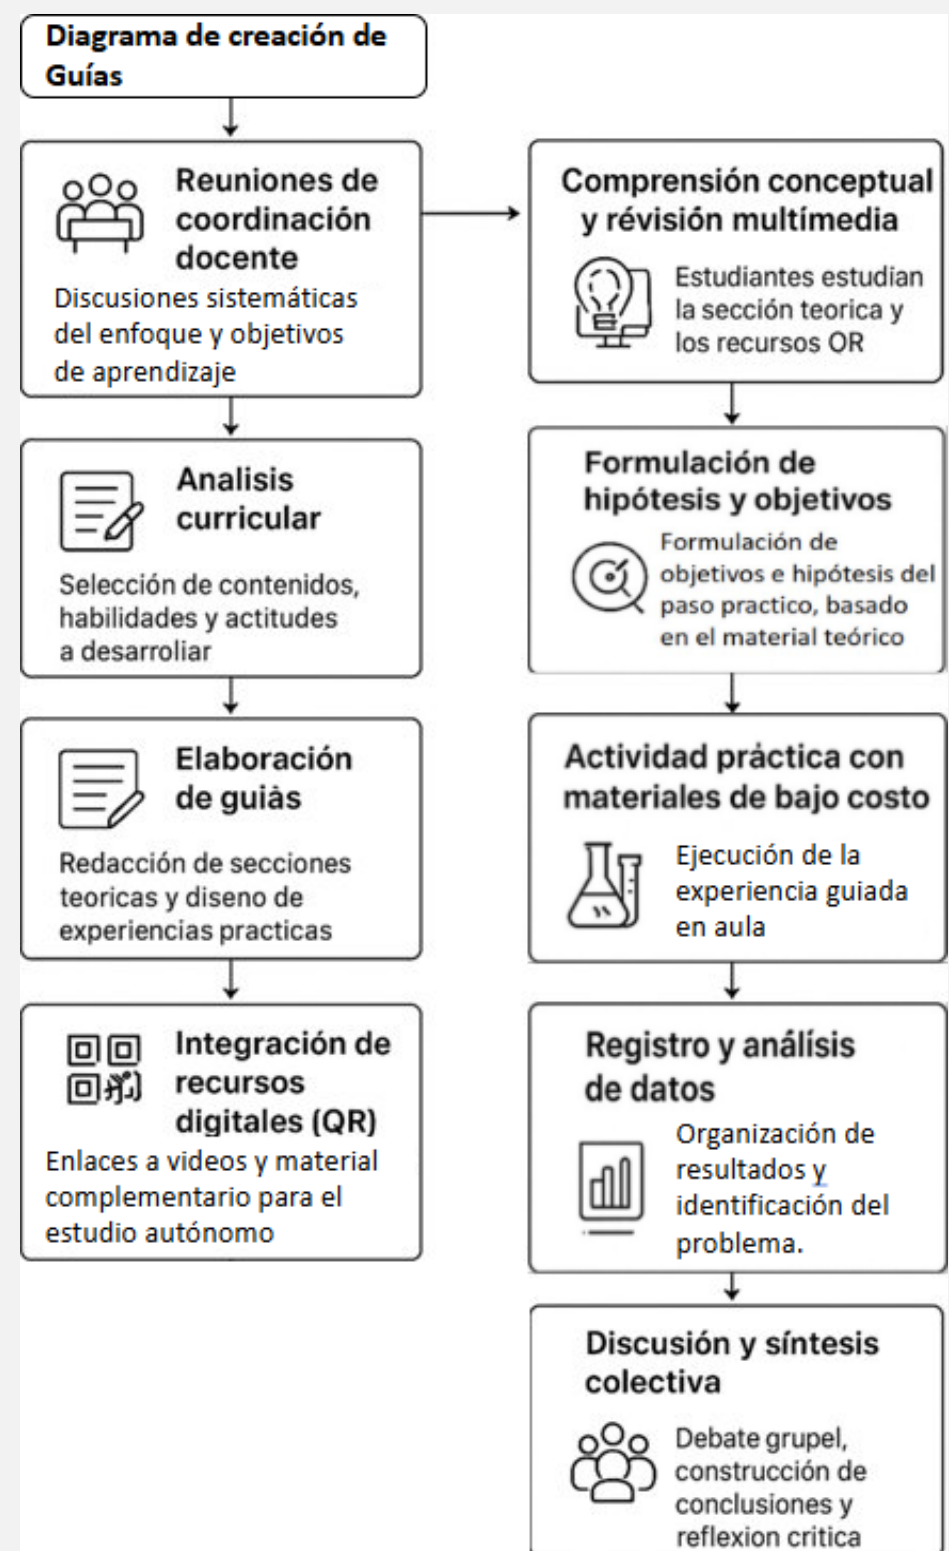 Diagrama de creación de
Guías
Reuniones de
coordinación
docente
Discusiones sistemáticas
del enfoque y objetivos
de aprendizaje
Analisis
curricular
Selección de contenidos,
habilidades y actitudes
a desarroliar
Elaboración
de guiàs
Redacción de secciones
teoricas y diseno de
experiencias practicas
Integración de
recursos
digitales (QR)
Enlaces a videos y material
complementario para el
estudio autónomo
Comprensión conceptual
y révisión multímedia
Estudiantes estudian
la sección teorica y
los recursos OR
Formulación de
hipótesis y objetivos
Formulación de
objetivos e hipótesis del
paso practico, basado
en el material teórico
Actividad práctica con
materiales de bajo costo
Ejecución de la
experiencia guiada
en aula
Registro y análísis
de datos
Organización de
resultados y
identificación del
problema.
Discusión y síntesis
colectiva
Debate grupel,
construcción de
conclusiones y
reflexion critica